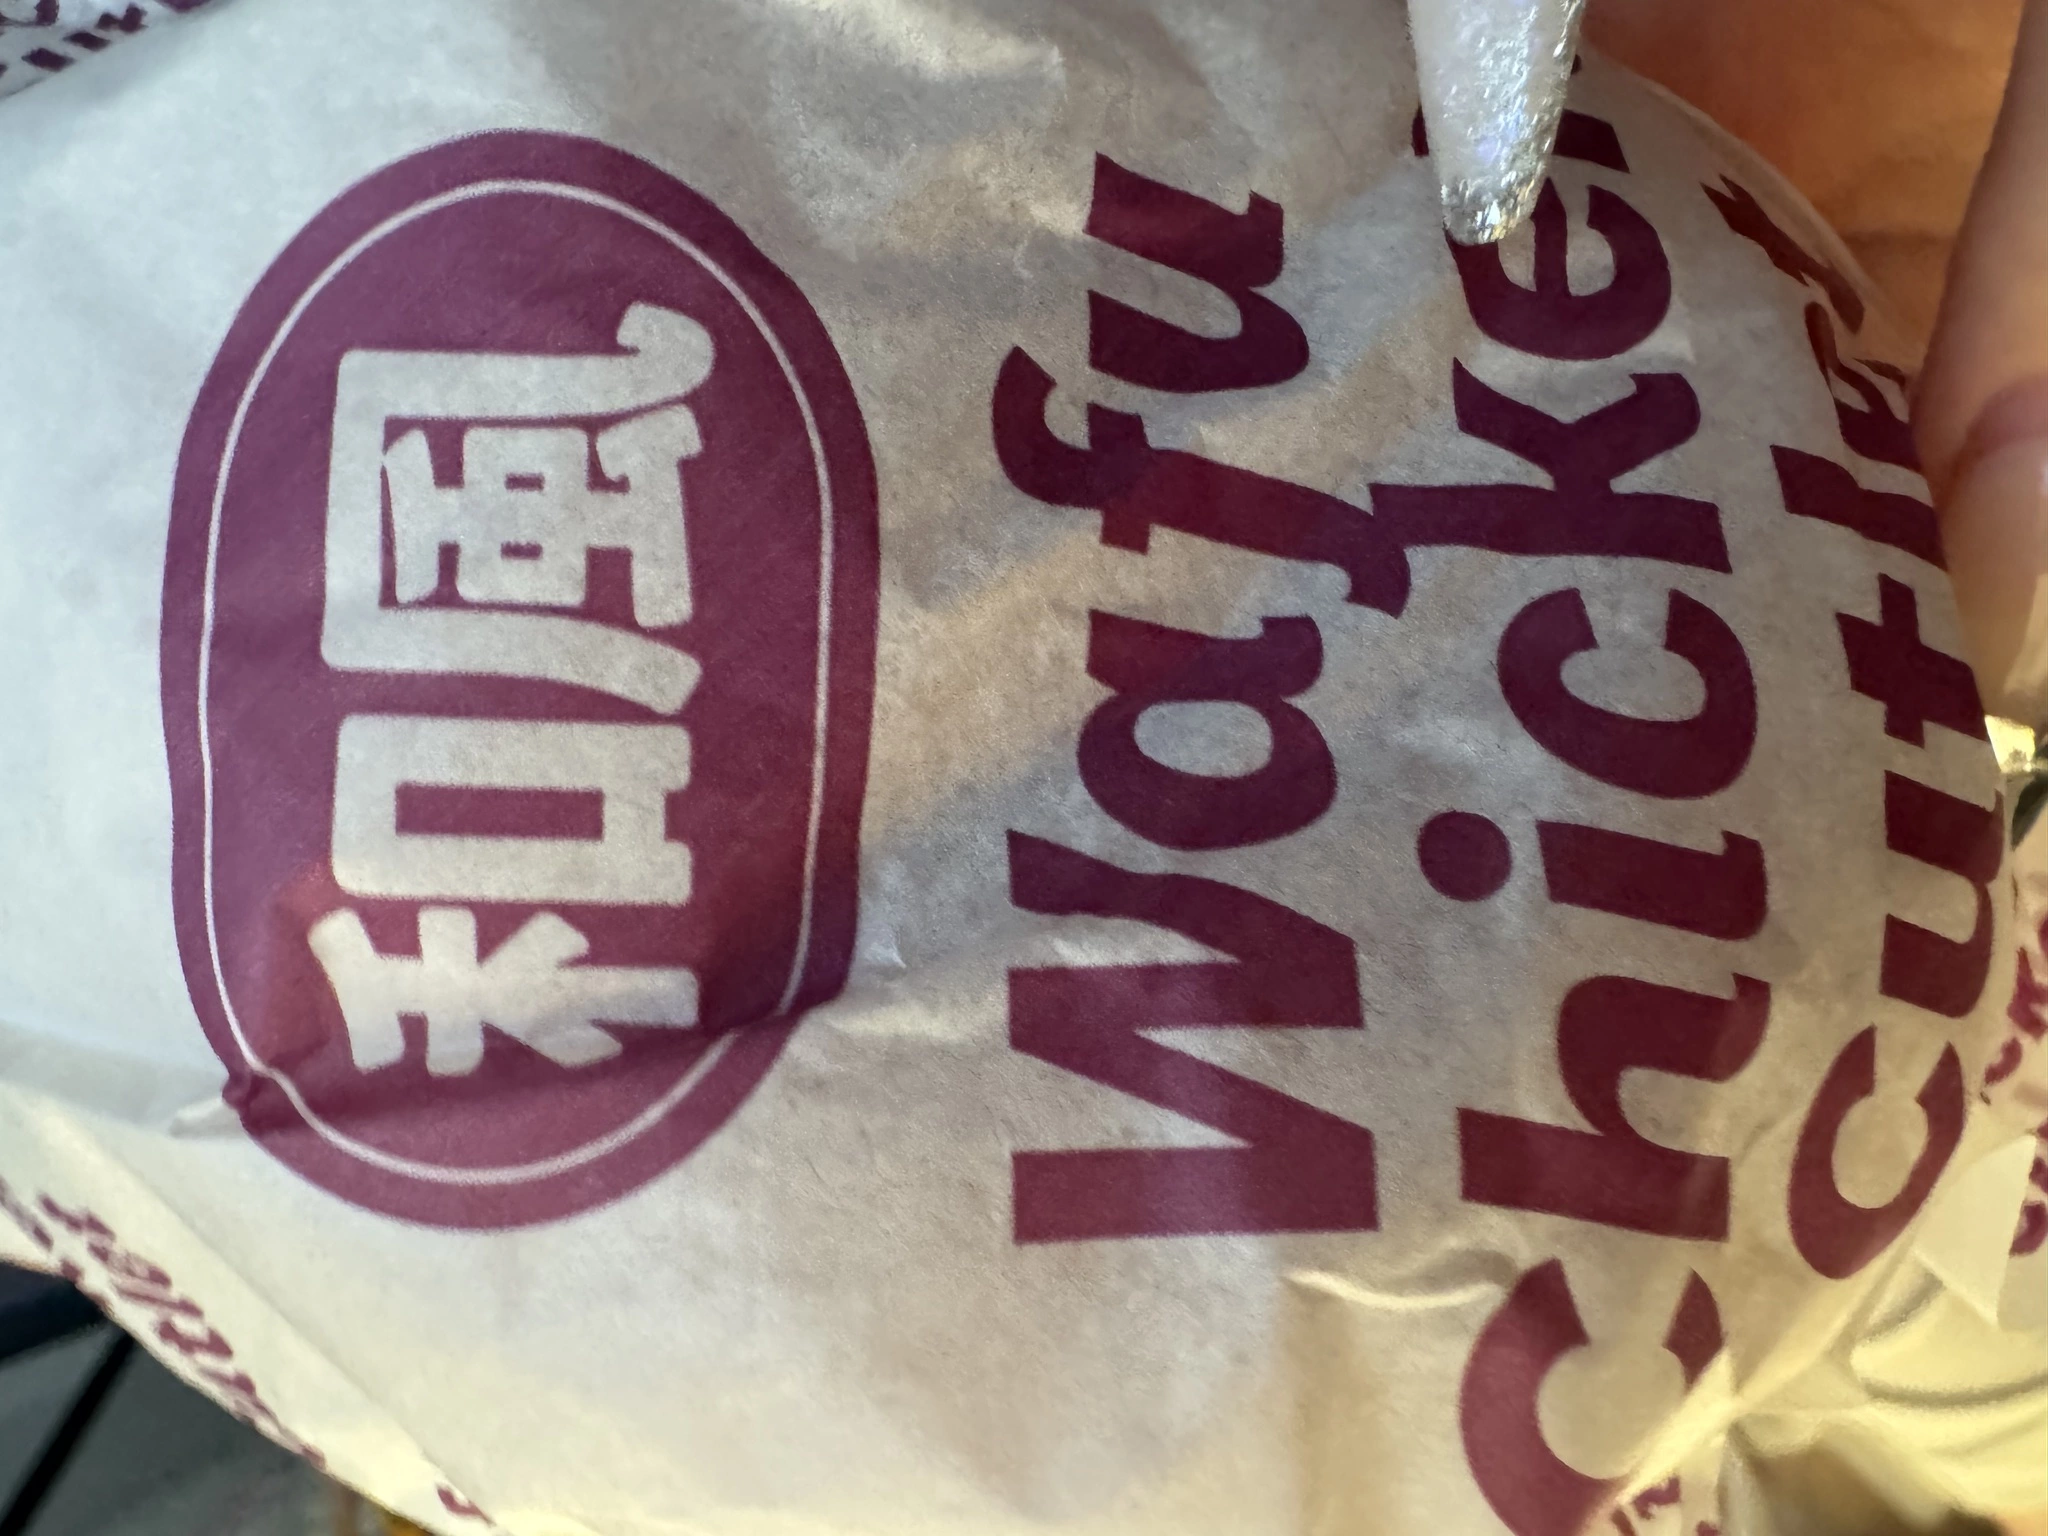 和風
Wafu
Chicken
Cutlet